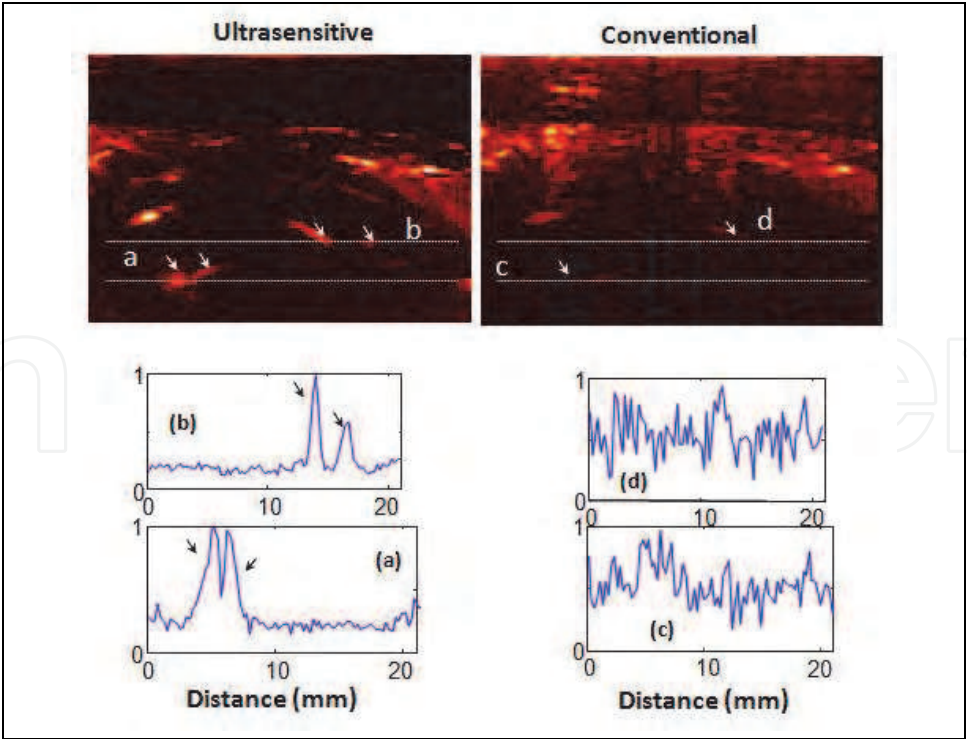 Ultrasensitive
Conventional
b
a
d
c
1
(b)
0
0 10 20
1
(a)
0
0 10 20
Distance (mm)
1
(d)
0
0 10 20
1
(c)
0
0 10 20
Distance (mm)